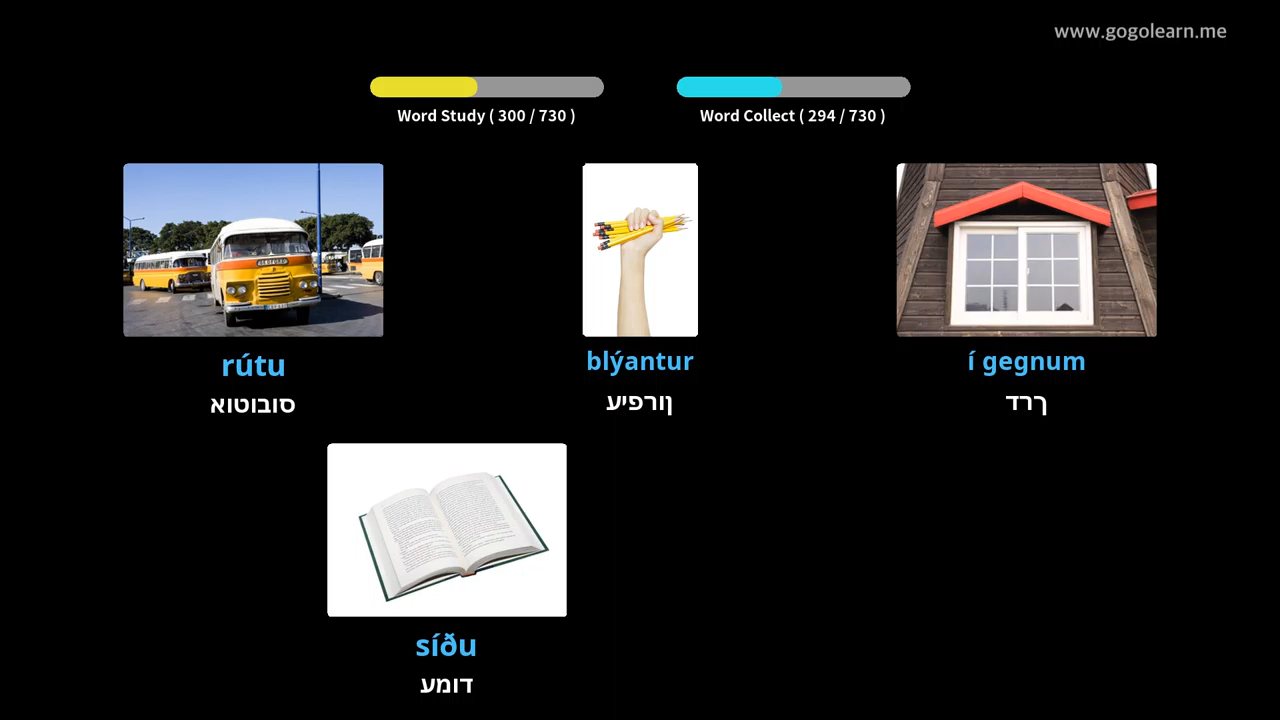 www.gogolearn.me
Word Study ( 300 / 730 )
Word Collect ( 294 / 730 )
BEDFORD
rútu
סובוטוא
blýantur
ןורפיע
í gegnum
ךרד
síðu
דומע